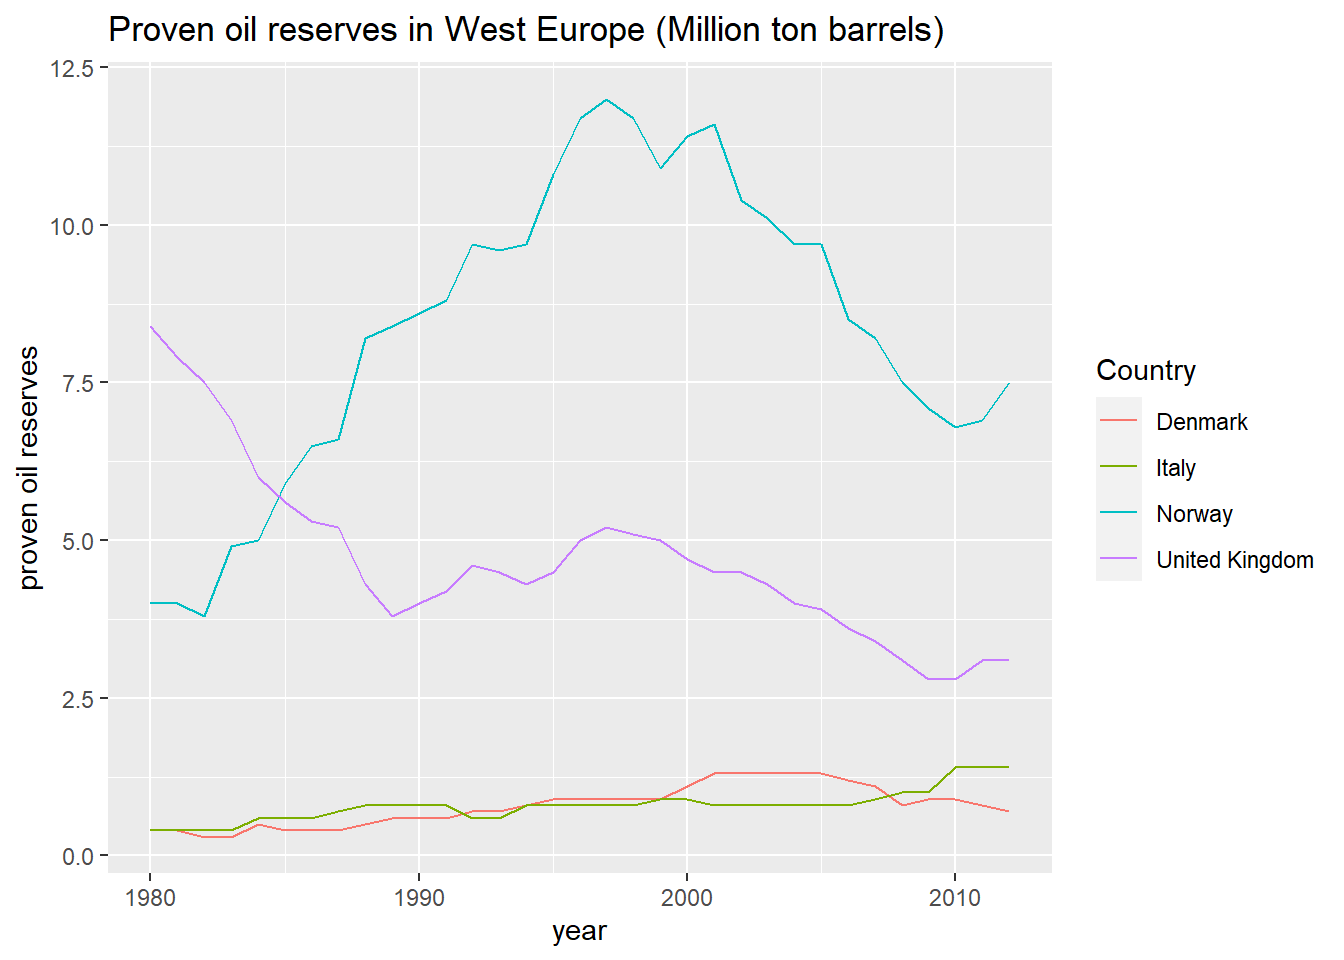 Proven oil reserves in West Europe (Million ton barrels)
12.5
10.0
7.5
5.0
2.5
0.0
proven oil reserves
1980 1990 2000 2010
year
Country
Denmark
Italy
Norway
United Kingdom